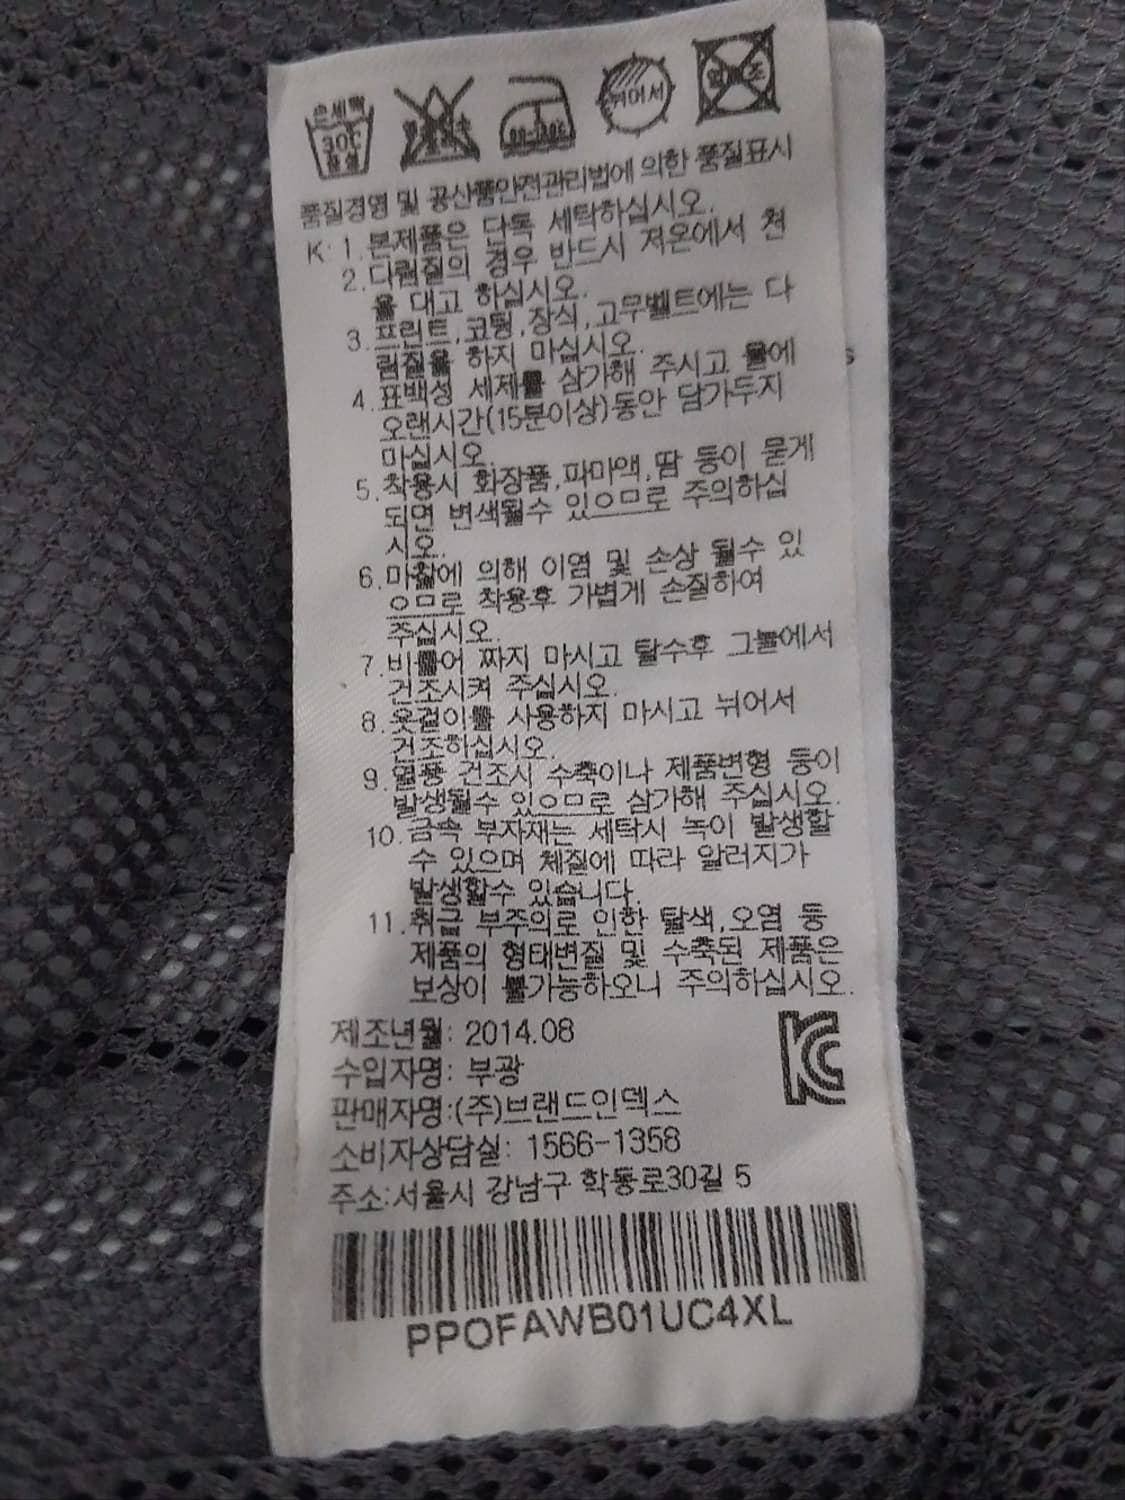 손세탁
30℃
중성
80-120℃
뉘어서
건조
품질경영 및 공산품안전관리법에 의한 품질표시
K: 1.본제품은 단독 세탁하십시오.
2.다림질의 경우 반드시 저온에서 천
을 대고 하십시오.
3.프린트,코팅,장식,고무벨트에는 다
림질을 하지 마십시오.
4.표백성 세제를 삼가해 주시고 물에
오랜시간(15분이상)동안 담가두지
마십시오.
5.착용시 화장품,파마액,땀 등이 묻게
되면 변색될수 있으므로 주의하십
시오.
6.마찰에 의해 이염 및 손상 될수 있
으므로 착용후 가볍게 손질하여
주십시오.
7.비틀어 짜지 마시고 탈수후 그늘에서
건조시켜 주십시오.
8.옷걸이를 사용하지 마시고 뉘어서
건조하십시오.
9.열풍 건조시 수축이나 제품변형 등이
발생될수 있으므로 삼가해 주십시오.
10.금속 부자재는 세탁시 녹이 발생할
수 있으며 체질에 따라 알러지가
발생할수 있습니다.
11.취급 부주의로 인한 탈색,오염 등
제품의 형태변질 및 수축된 제품은
보상이 불가능하오니 주의하십시오.
제조년월: 2014.08
수입자명: 부광
판매자명:(주)브랜드인덱스
소비자상담실: 1566-1358
주소:서울시 강남구 학동로30길 5
PPOFAWB01UC4XL